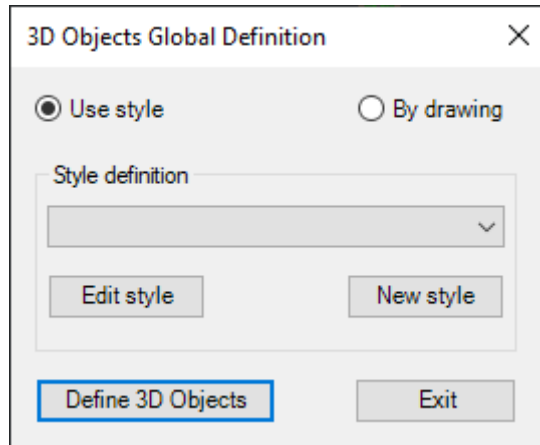 3D Objects Global Definition
Use style By drawing
Style definition
Edit style New style
Define 3D Objects Exit